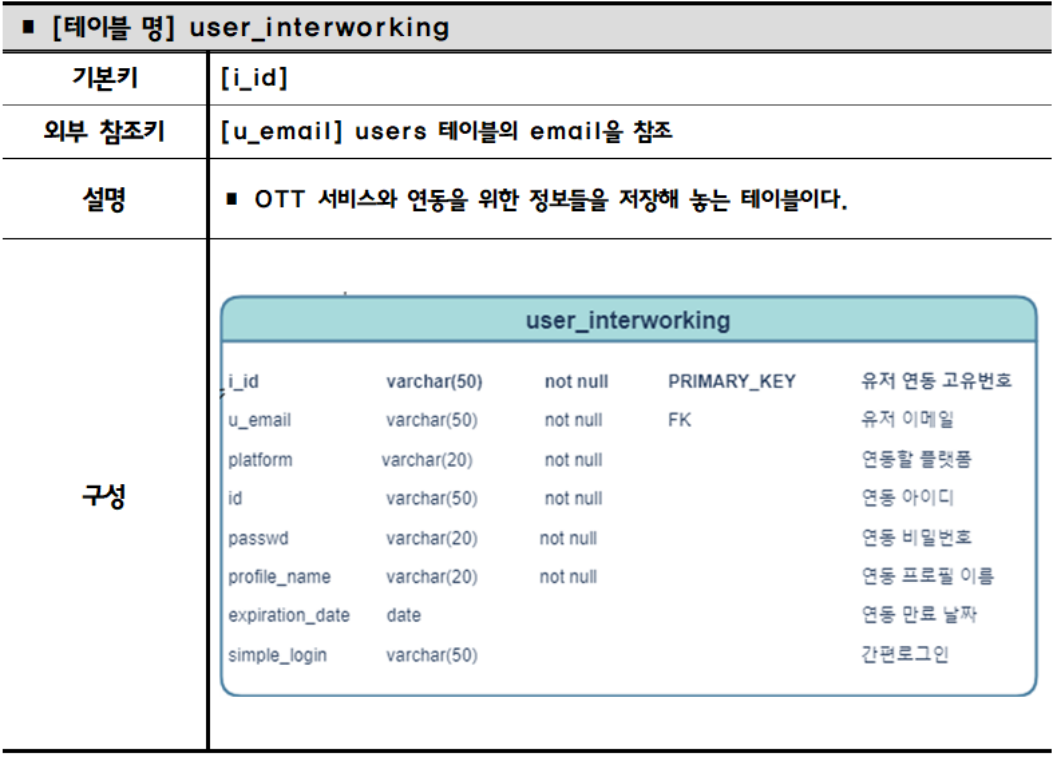 ▪ [테이블 명] user_interworking
기본키 [i_id]
외부 참조키 [u_email] users 테이블의 email을 참조
설명 ▪ OTT 서비스와 연동을 위한 정보들을 저장해 놓는 테이블이다.
구성
user_interworking
i_id varchar(50) not null PRIMARY_KEY 유저 연동 고유번호
u_email varchar(50) not null FK 유저 이메일
platform varchar(20) not null 연동할 플랫폼
id varchar(50) not null 연동 아이디
passwd varchar(20) not null 연동 비밀번호
profile_name varchar(20) not null 연동 프로필 이름
expiration_date date 연동 만료 날짜
simple_login varchar(50) 간편로그인